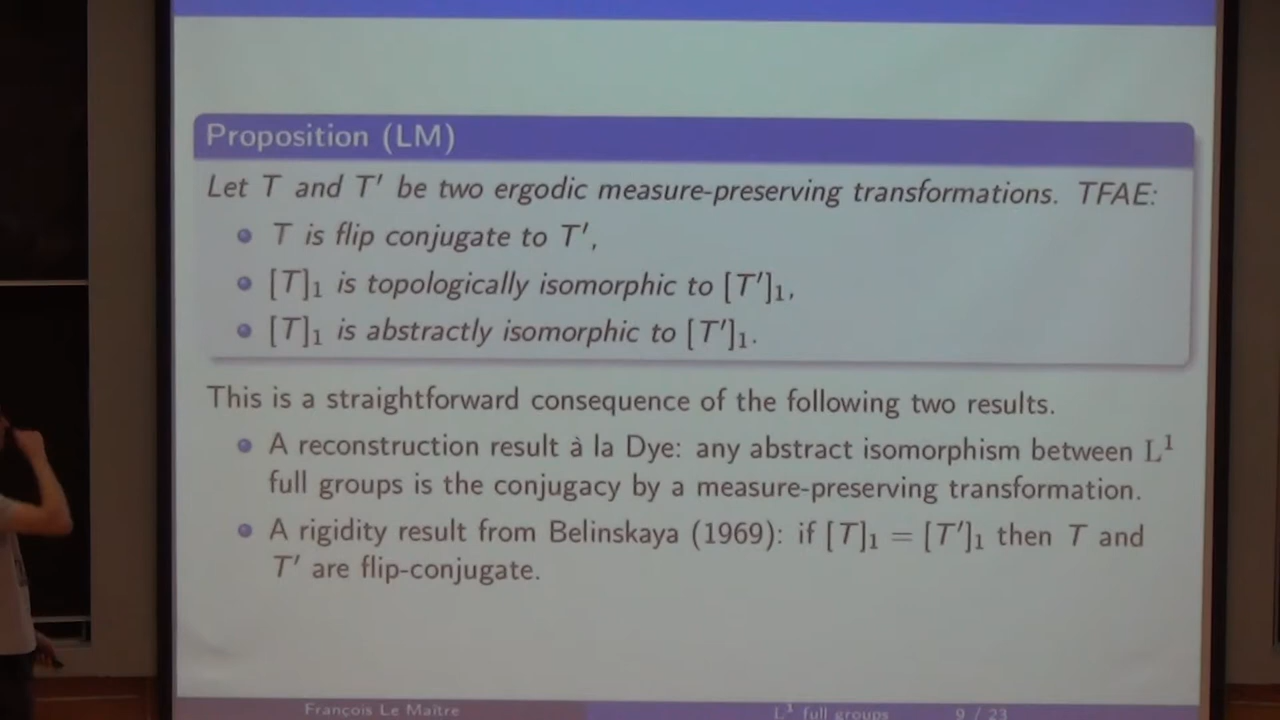 Proposition (LM)
Let T and T′ be two ergodic measure-preserving transformations. TFAE:
T is flip conjugate to T′,
[T]₁ is topologically isomorphic to [T′]₁,
[T]₁ is abstractly isomorphic to [T′]₁.
This is a straightforward consequence of the following two results.
A reconstruction result à la Dye: any abstract isomorphism between L¹
full groups is the conjugacy by a measure-preserving transformation.
A rigidity result from Belinskaya (1969): if [T]₁ = [T′]₁ then T and
T′ are flip-conjugate.
François Le Maître L¹ full groups 9 / 23